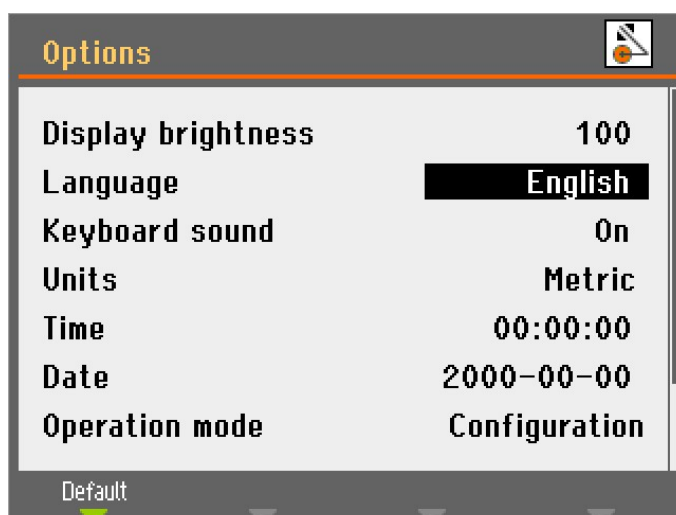 Options
Display brightness 100
Language English
Keyboard sound On
Units Metric
Time 00:00:00
Date 2000-00-00
Operation mode Configuration
Default